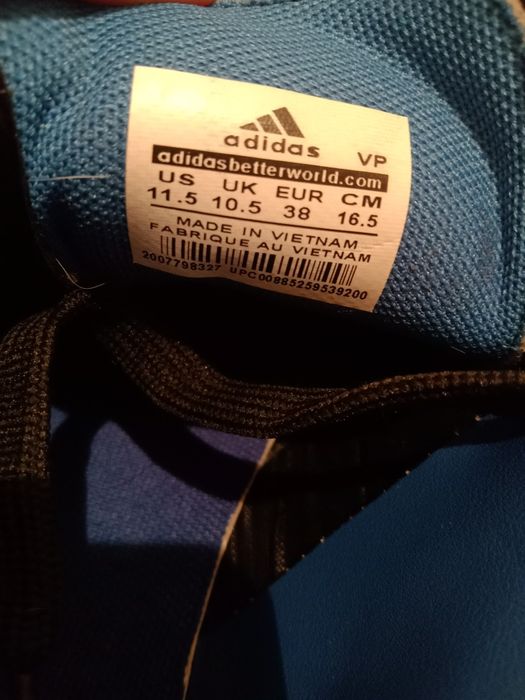 adidas VP
adidasbetterworld.com
US UK EUR CM
11.5 10.5 38 16.5
MADE IN VIETNAM
FABRIQUE AU VIETNAM
2007798327 UPC00885259539200